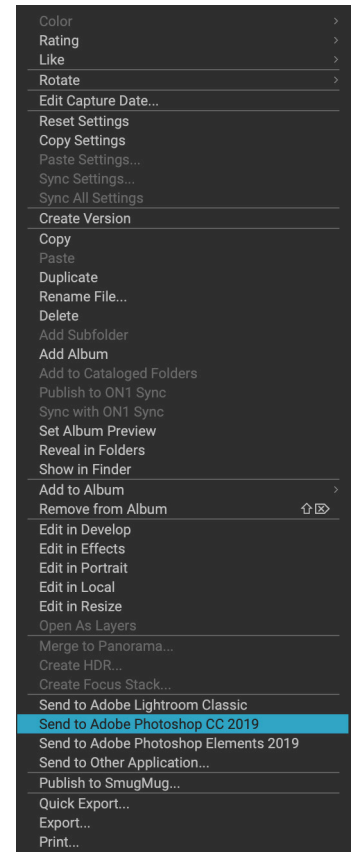 Color
Rating
Like
Rotate
Edit Capture Date...
Reset Settings
Copy Settings
Paste Settings...
Sync Settings...
Sync All Settings
Create Version
Copy
Paste
Duplicate
Rename File...
Delete
Add Subfolder
Add Album
Add to Cataloged Folders
Publish to ON1 Sync
Sync with ON1 Sync
Set Album Preview
Reveal in Folders
Show in Finder
Add to Album
Remove from Album ⇧⌦
Edit in Develop
Edit in Effects
Edit in Portrait
Edit in Local
Edit in Resize
Open As Layers
Merge to Panorama...
Create HDR...
Create Focus Stack...
Send to Adobe Lightroom Classic
Send to Adobe Photoshop CC 2019
Send to Adobe Photoshop Elements 2019
Send to Other Application...
Publish to SmugMug...
Quick Export...
Export...
Print...